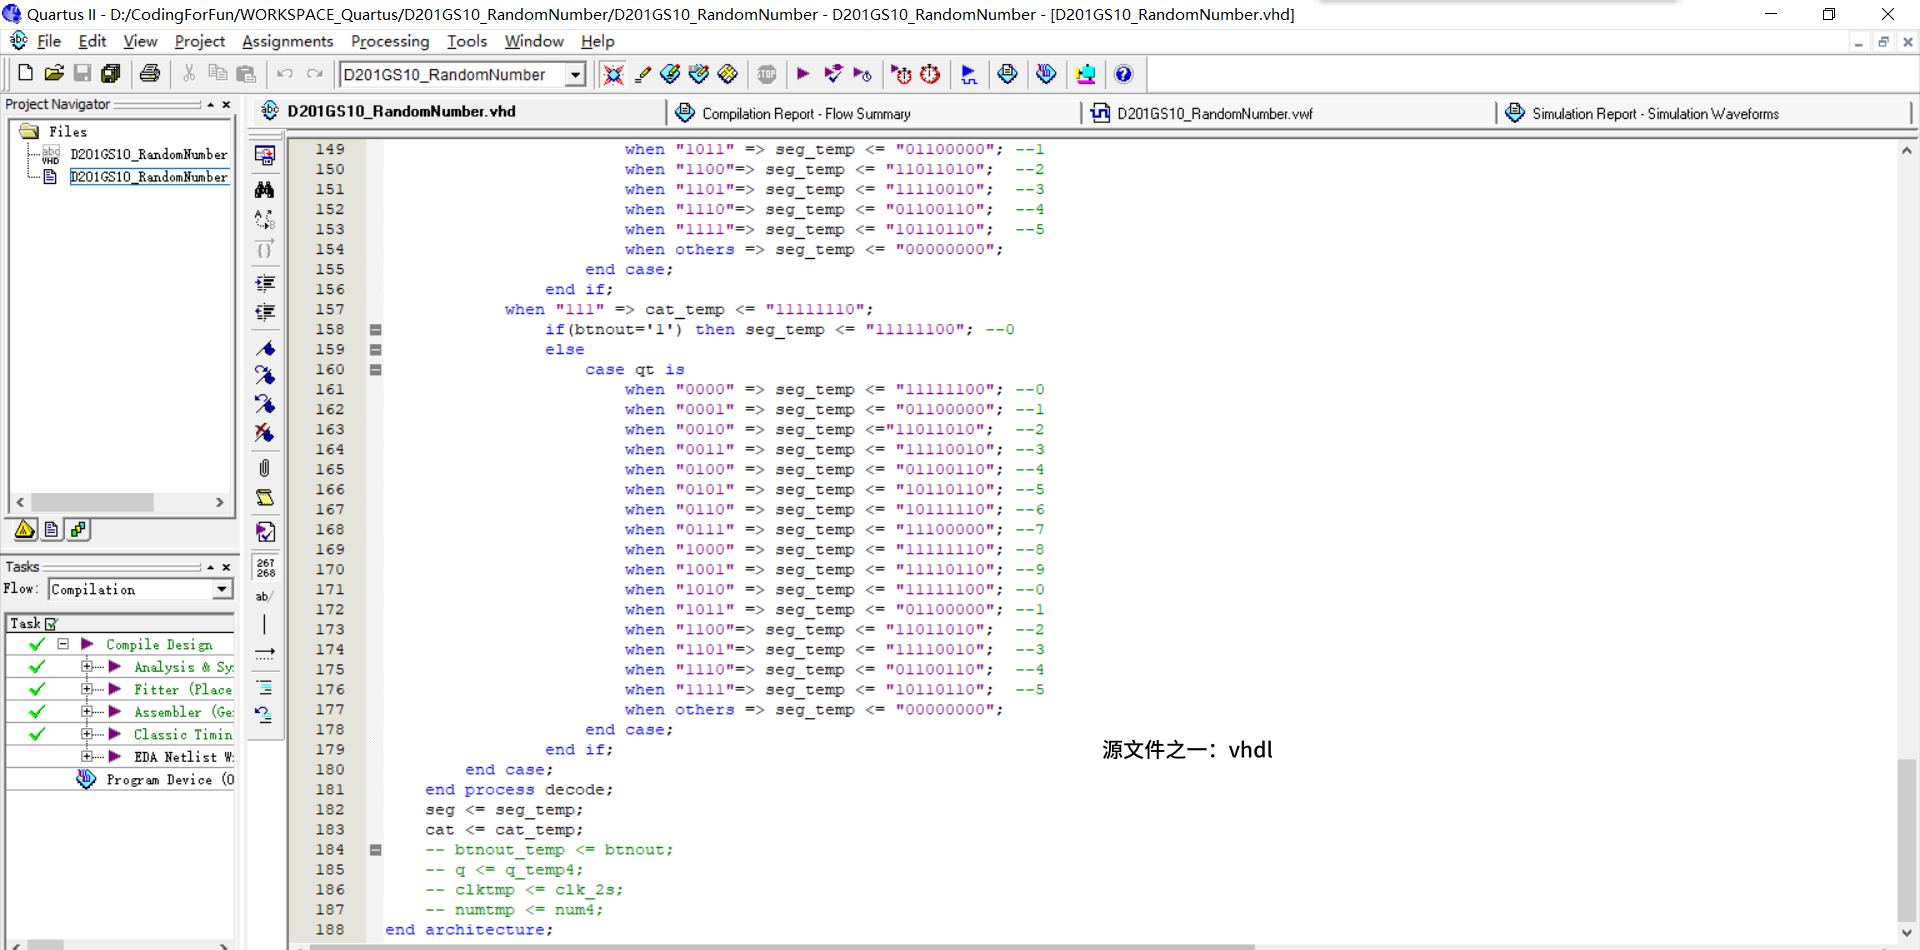 Quartus II - D:/CodingForFun/WORKSPACE_Quartus/D201GS10_RandomNumber/D201GS10_RandomNumber - D201GS10_RandomNumber - [D201GS10_RandomNumber.vhd]
File Edit View Project Assignments Processing Tools Window Help
D201GS10_RandomNumber
Project Navigator
Files
D201GS10_RandomNumber
D201GS10_RandomNumber
Tasks
Flow: Compilation
Task
Compile Design
Analysis & Sy
Fitter (Place
Assembler (Ge
Classic Timin
EDA Netlist W
Program Device (O
D201GS10_RandomNumber.vhd
Compilation Report - Flow Summary
D201GS10_RandomNumber.vwf
Simulation Report - Simulation Waveforms
267
268
ab/
149 when "1011" => seg_temp <= "01100000"; --1
150 when "1100"=> seg_temp <= "11011010"; --2
151 when "1101"=> seg_temp <= "11110010"; --3
152 when "1110"=> seg_temp <= "01100110"; --4
153 when "1111"=> seg_temp <= "10110110"; --5
154 when others => seg_temp <= "00000000";
155 end case;
156 end if;
157 when "111" => cat_temp <= "11111110";
158 if(btnout='1') then seg_temp <= "11111100"; --0
159 else
160 case qt is
161 when "0000" => seg_temp <= "11111100"; --0
162 when "0001" => seg_temp <= "01100000"; --1
163 when "0010" => seg_temp <="11011010"; --2
164 when "0011" => seg_temp <= "11110010"; --3
165 when "0100" => seg_temp <= "01100110"; --4
166 when "0101" => seg_temp <= "10110110"; --5
167 when "0110" => seg_temp <= "10111110"; --6
168 when "0111" => seg_temp <= "11100000"; --7
169 when "1000" => seg_temp <= "11111110"; --8
170 when "1001" => seg_temp <= "11110110"; --9
171 when "1010" => seg_temp <= "11111100"; --0
172 when "1011" => seg_temp <= "01100000"; --1
173 when "1100"=> seg_temp <= "11011010"; --2
174 when "1101"=> seg_temp <= "11110010"; --3
175 when "1110"=> seg_temp <= "01100110"; --4
176 when "1111"=> seg_temp <= "10110110"; --5
177 when others => seg_temp <= "00000000";
178 end case;
179 end if;
源文件之一：vhdl
180 end case;
181 end process decode;
182 seg <= seg_temp;
183 cat <= cat_temp;
184 -- btnout_temp <= btnout;
185 -- q <= q_temp4;
186 -- clktmp <= clk_2s;
187 -- numtmp <= num4;
188 end architecture;